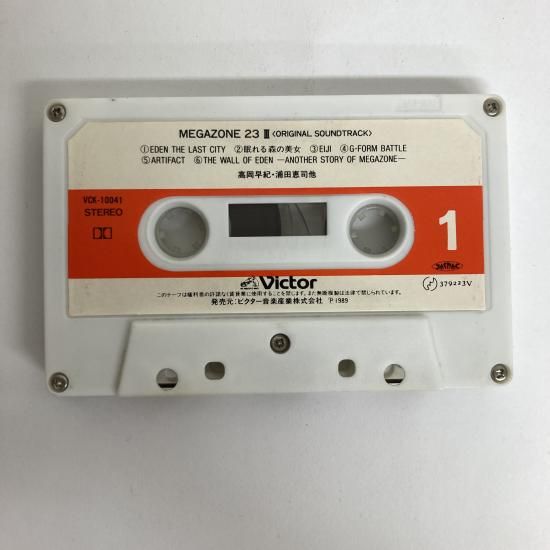 MEGAZONE 23 Ⅲ〈ORIGINAL SOUNDTRACK〉
①EDEN THE LAST CITY ②眠れる森の美女 ③EIJI ④G-FORM BATTLE
⑤ARTIFACT ⑥THE WALL OF EDEN —ANOTHER STORY OF MEGAZONE—
高岡早紀・浦田恵司他
VCK-10041
STEREO
1
Victor
379223V
このテープは権利者の許諾なく賃貸業に使用することを禁じます。また無断複製は法律で禁じられています。
発売元:ビクター音楽産業株式会社 ℗1989